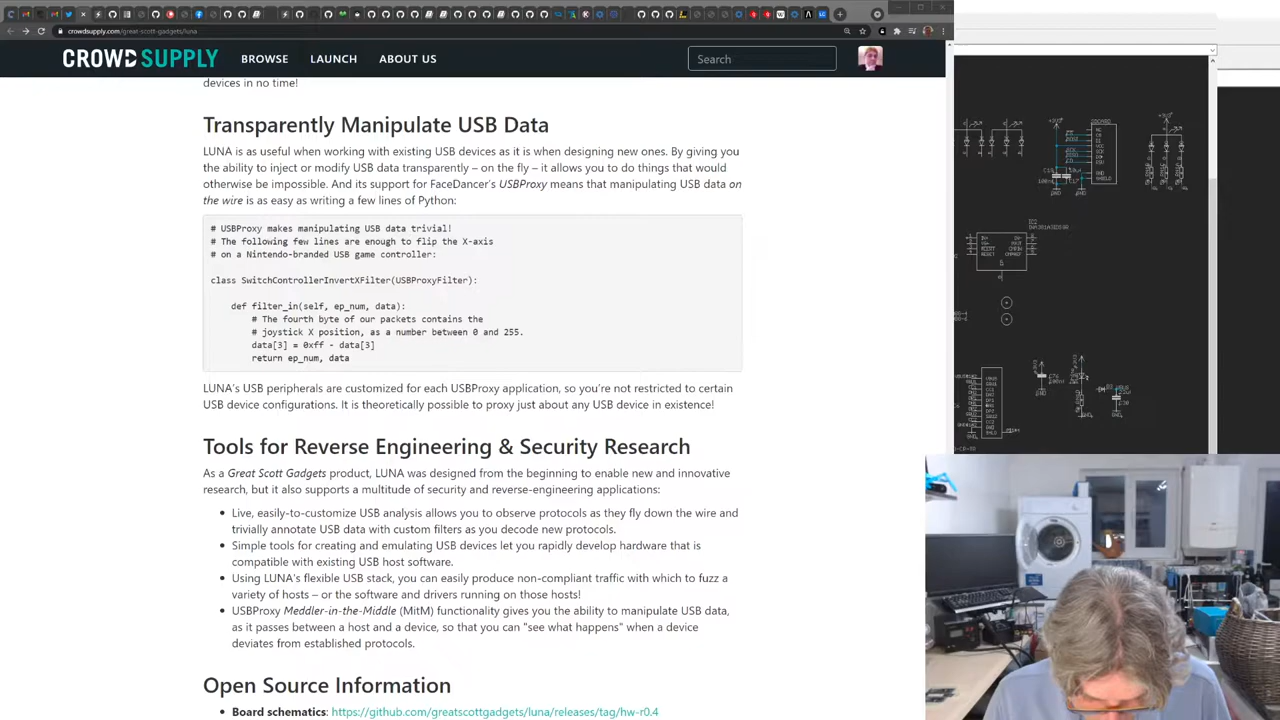 crowdsupply.com/great-scott-gadgets/luna
CROWD SUPPLY BROWSE LAUNCH ABOUT US Search
devices in no time!
Transparently Manipulate USB Data
LUNA is as useful working with existing USB devices as it is when designing new ones. By giving you
the ability to inject or modify USB data transparently – on the fly – it allows you to do things that would
otherwise be impossible. And its support for FaceDancer's USBProxy means that manipulating USB data on
the wire is as easy as writing a few lines of Python:
# USBProxy makes manipulating USB data trivial!
# The following few lines are enough to flip the X-axis
# on a Nintendo-branded USB game controller:
class SwitchControllerInvertXFilter(USBProxyFilter):
def filter_in(self, ep_num, data):
# The fourth byte of our packets contains the
# joystick X position, as a number between 0 and 255.
data[3] = 0xff - data[3]
return ep_num, data
LUNA's USB peripherals are customized for each USBProxy application, so you're not restricted to certain
USB device configurations. It is theoretically possible to proxy just about any USB device in existence!
Tools for Reverse Engineering & Security Research
As a Great Scott Gadgets product, LUNA was designed from the beginning to enable new and innovative
research, but it also supports a multitude of security and reverse-engineering applications:
• Live, easily-to-customize USB analysis allows you to observe protocols as they fly down the wire and
trivially annotate USB data with custom filters as you decode new protocols.
• Simple tools for creating and emulating USB devices let you rapidly develop hardware that is
compatible with existing USB host software.
• Using LUNA's flexible USB stack, you can easily produce non-compliant traffic with which to fuzz a
variety of hosts – or the software and drivers running on those hosts!
• USBProxy Meddler-in-the-Middle (MitM) functionality gives you the ability to manipulate USB data,
as it passes between a host and a device, so that you can "see what happens" when a device
deviates from established protocols.
Open Source Information
• Board schematics: https://github.com/greatscottgadgets/luna/releases/tag/hw-r0.4